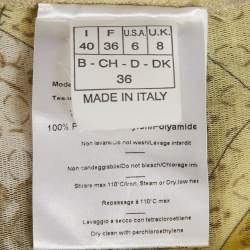 I F U.S.A. U.K.
40 36 6 8
B - CH - D - DK
36
MADE IN ITALY
100%
Non lavare/Do not wash/Lavage interdit
Non candeggiabile/Do not bleach/Chlorage interd
Stirare max 110°C/Iron, Steam or Dry, low heat
Repassage à 110°C max
Lavaggio a secco con tetracloroetilene
Dry clean with perchloroethylene